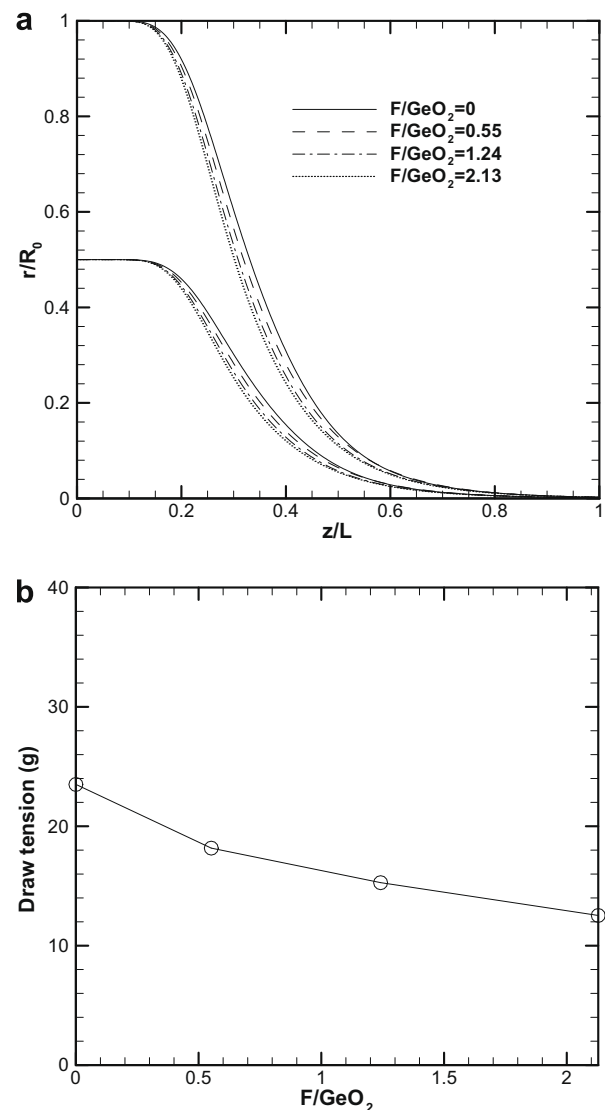 a
1
0.8
0.6
0.4
0.2
0
r/R₀
F/GeO₂=0
F/GeO₂=0.55
F/GeO₂=1.24
F/GeO₂=2.13
0 0.2 0.4 0.6 0.8 1
z/L
b
40
30
20
10
0
Draw tension (g)
0 0.5 1 1.5 2
F/GeO₂